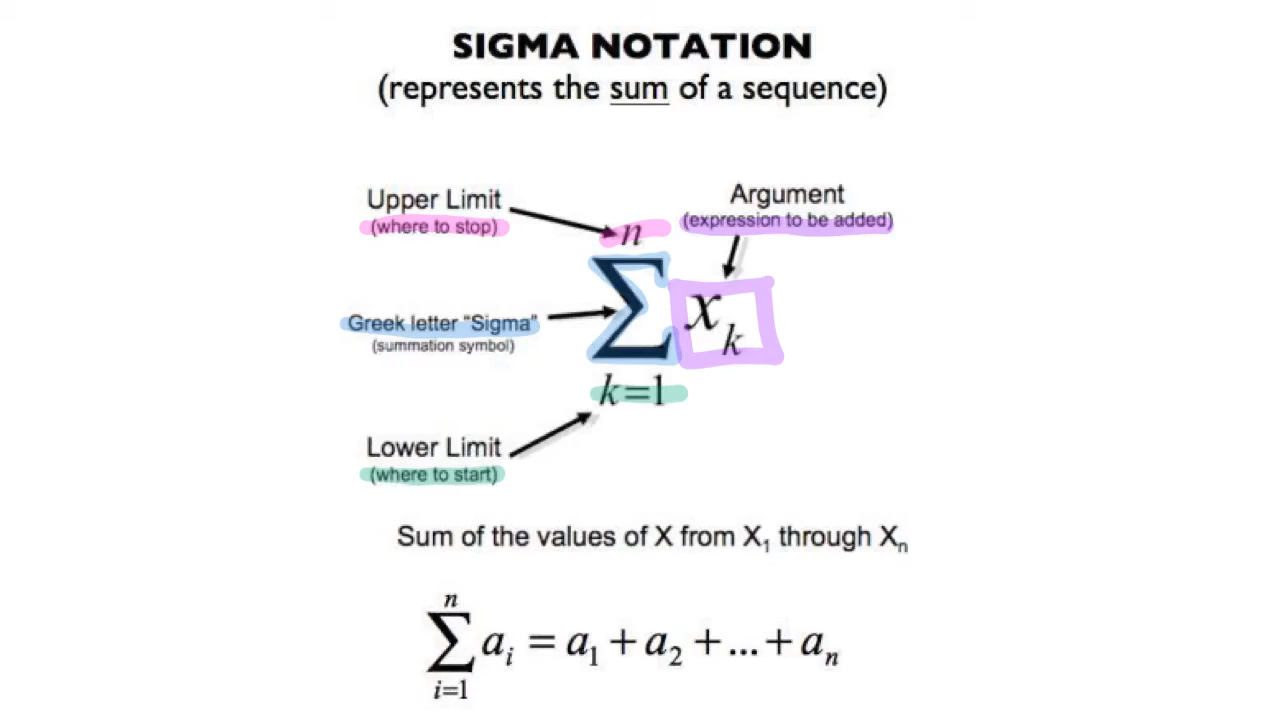 SIGMA NOTATION
(represents the sum of a sequence)
Upper Limit
(where to stop)
Argument
(expression to be added)
n
Greek letter “Sigma”
(summation symbol)
∑ x_k
k=1
Lower Limit
(where to start)
Sum of the values of X from X₁ through Xₙ
n
∑ aᵢ = a₁ + a₂ + ... + aₙ
i=1